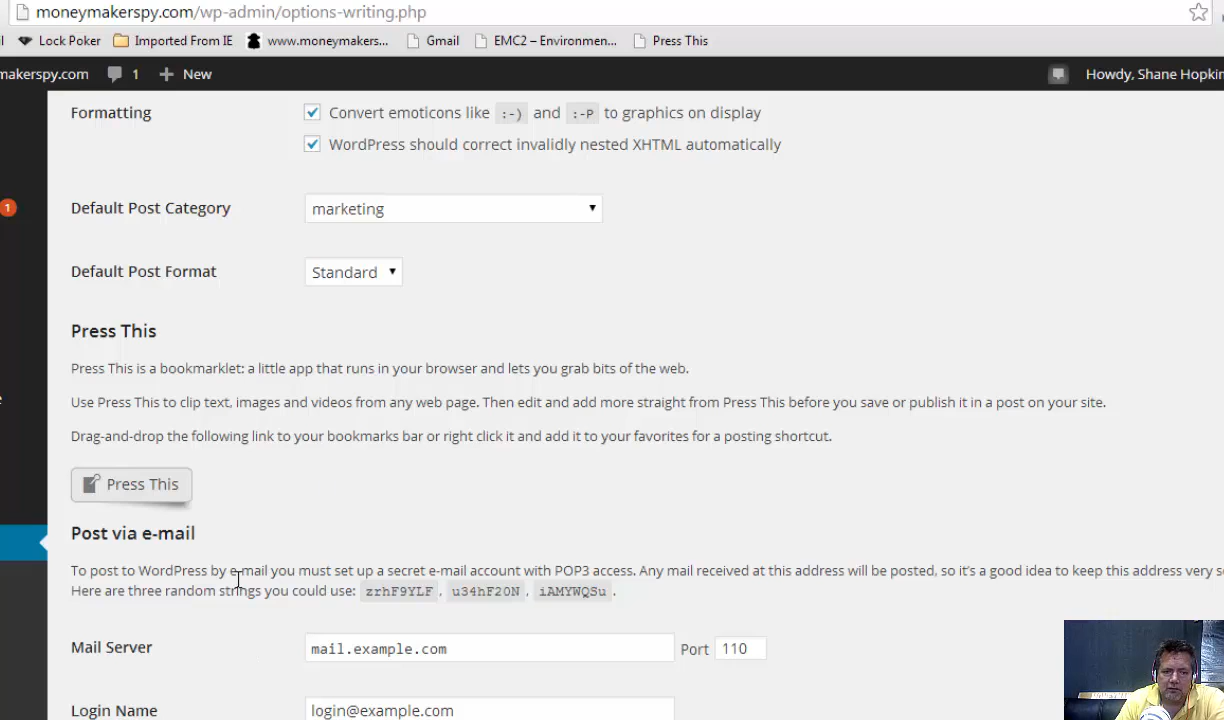 moneymakerspy.com/wp-admin/options-writing.php
l Lock Poker Imported From IE www.moneymakers... Gmail EMC2 – Environmen... Press This
makerspy.com 1 New Howdy, Shane Hopkin
Formatting Convert emoticons like :-) and :-P to graphics on display
WordPress should correct invalidly nested XHTML automatically
1 Default Post Category marketing
Default Post Format Standard
Press This
Press This is a bookmarklet: a little app that runs in your browser and lets you grab bits of the web.
e
Use Press This to clip text, images and videos from any web page. Then edit and add more straight from Press This before you save or publish it in a post on your site.
Drag-and-drop the following link to your bookmarks bar or right click it and add it to your favorites for a posting shortcut.
Press This
Post via e-mail
To post to WordPress by e-mail you must set up a secret e-mail account with POP3 access. Any mail received at this address will be posted, so it's a good idea to keep this address very se
Here are three random strings you could use: zrhF9YLF, u34hF20N, iAMYWQSu.
Mail Server mail.example.com Port 110
Login Name login@example.com